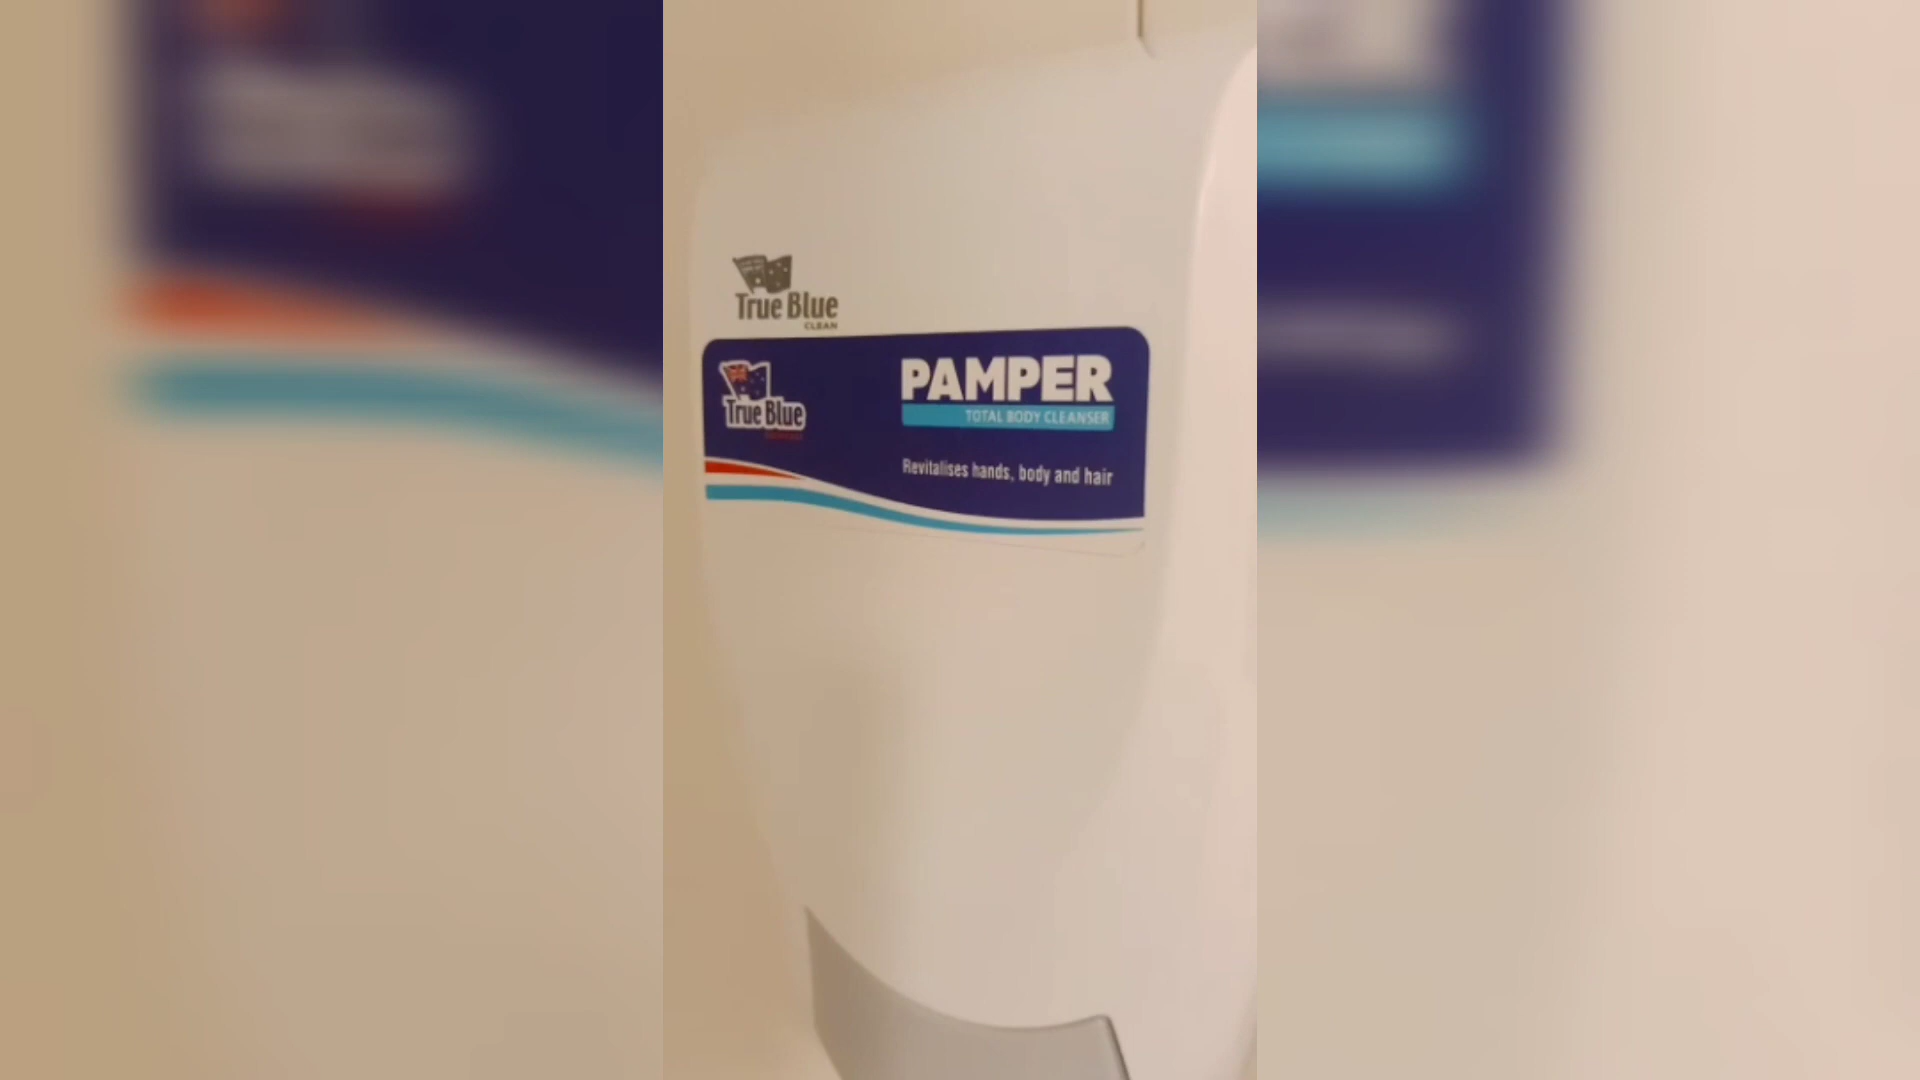 True Blue
CLEAN
True Blue
PAMPER
TOTAL BODY CLEANSER
Revitalises hands, body and hair